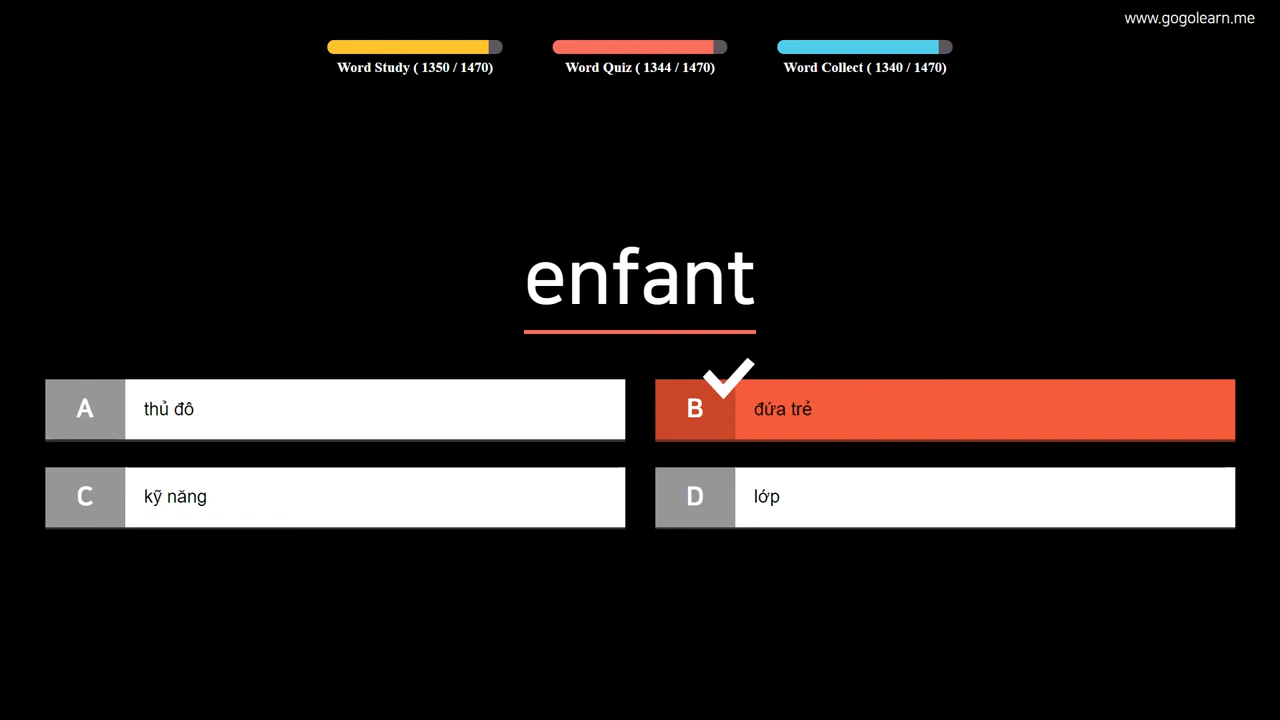 www.gogolearn.me
Word Study ( 1350 / 1470)
Word Quiz ( 1344 / 1470)
Word Collect ( 1340 / 1470)
enfant
A thủ đô
B đứa trẻ
C kỹ năng
D lớp